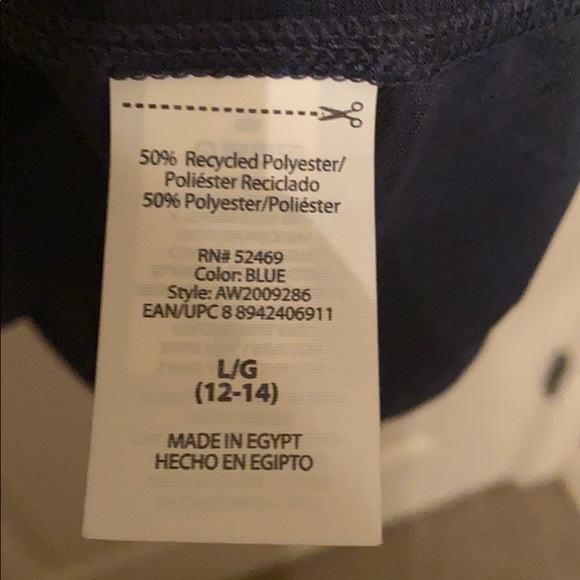 50% Recycled Polyester/
Poliéster Reciclado
50% Polyester/Poliéster
RN# 52469
Color: BLUE
Style: AW2009286
EAN/UPC 8 8942406911
L/G
(12-14)
MADE IN EGYPT
HECHO EN EGIPTO